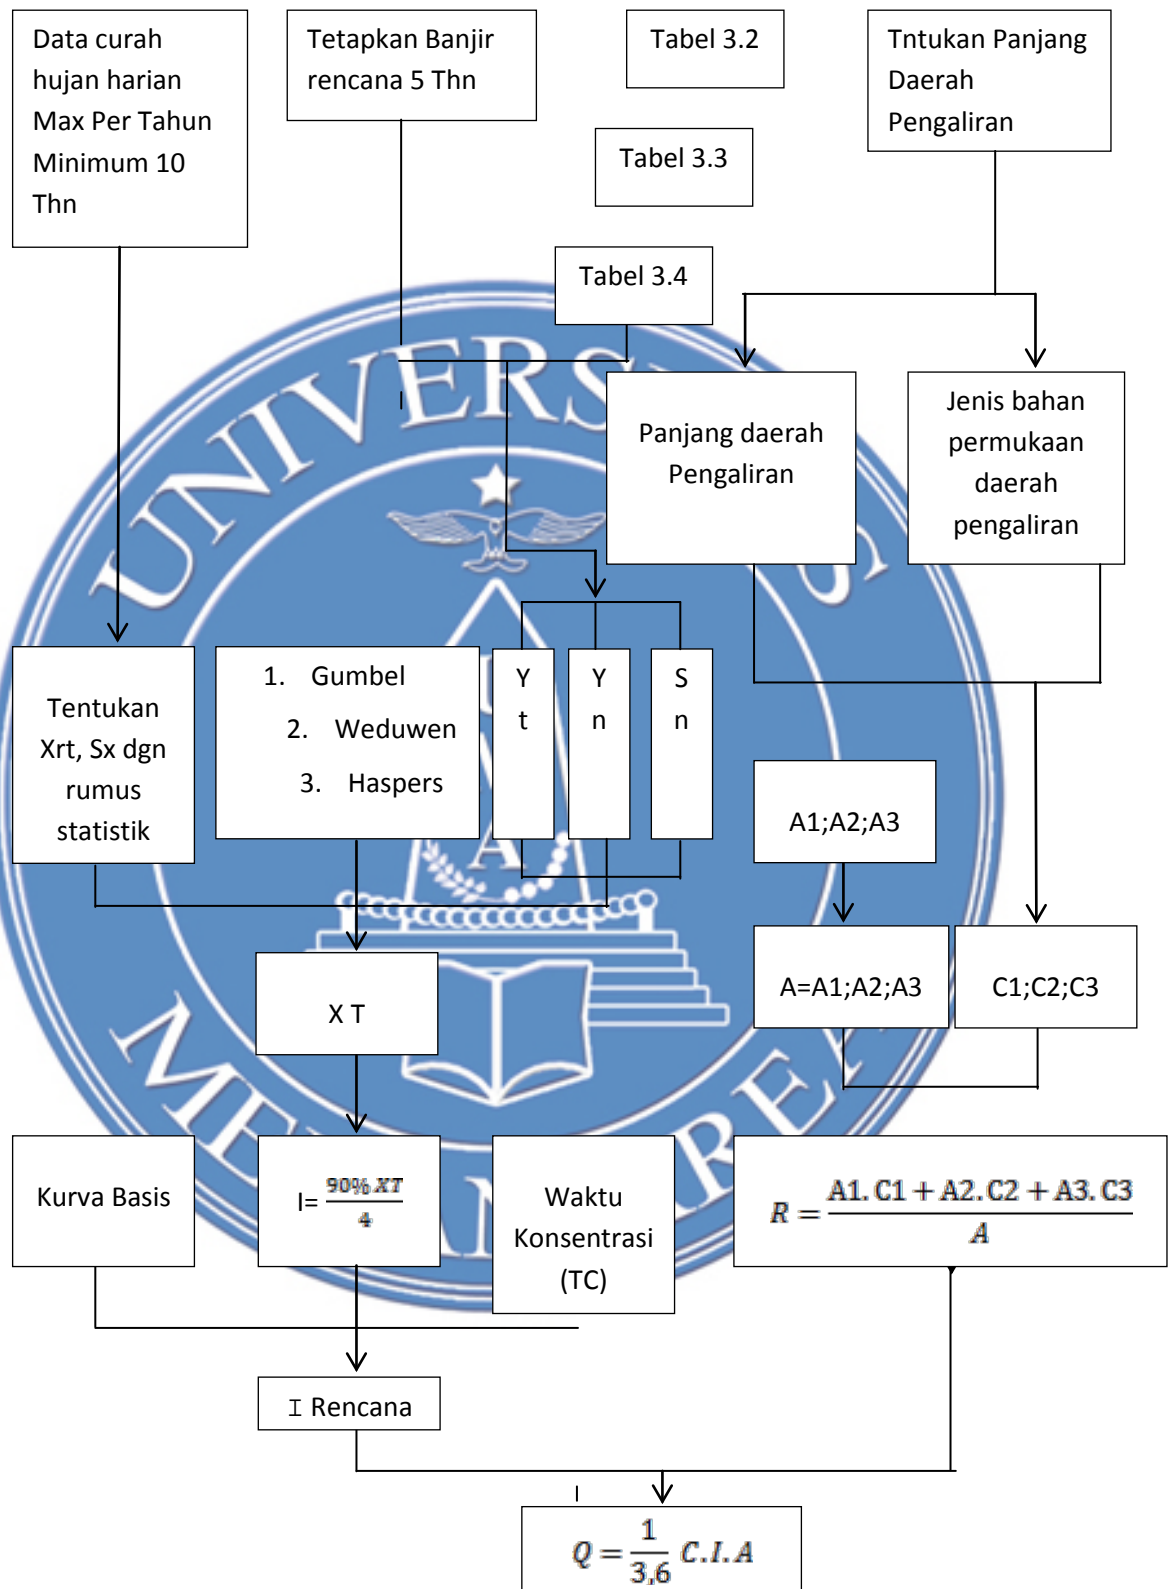 Data curah
hujan harian
Max Per Tahun
Minimum 10
Thn
Tetapkan Banjir
rencana 5 Thn
Tabel 3.2
Tntukan Panjang
Daerah
Pengaliran
Tabel 3.3
Tabel 3.4
Panjang daerah
Pengaliran
Jenis bahan
permukaan
daerah
pengaliran
Tentukan
Xrt, Sx dgn
rumus
statistik
1. Gumbel
2. Weduwen
3. Haspers
Y
t
Y
n
S
n
A1;A2;A3
X T
A=A1;A2;A3
C1;C2;C3
Kurva Basis
I= 90% XT / 4
Waktu
Konsentrasi
(TC)
R = A1. C1 + A2. C2 + A3. C3 / A
I Rencana
Q = 1 / 3,6 C.I.A